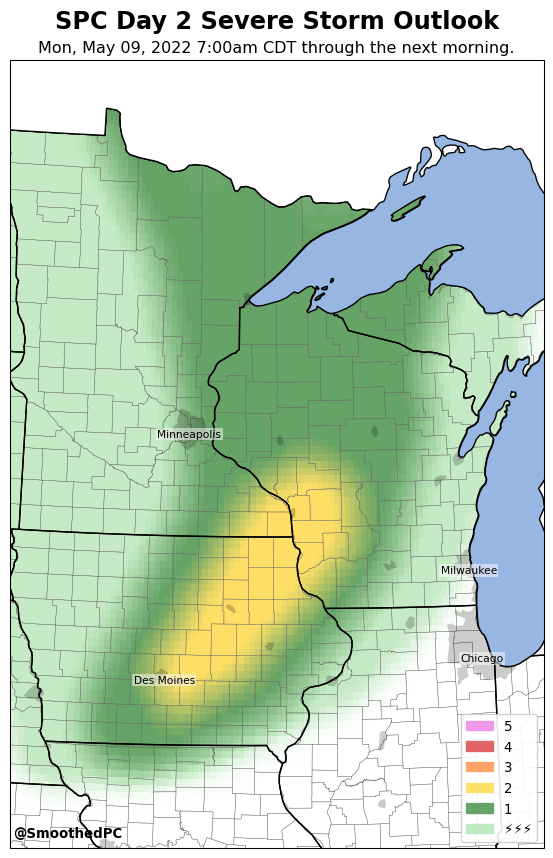 SPC Day 2 Severe Storm Outlook
Mon, May 09, 2022 7:00am CDT through the next morning.
Minneapolis
Milwaukee
Chicago
Des Moines
5
4
3
2
1
⚡⚡⚡
@SmoothedPC